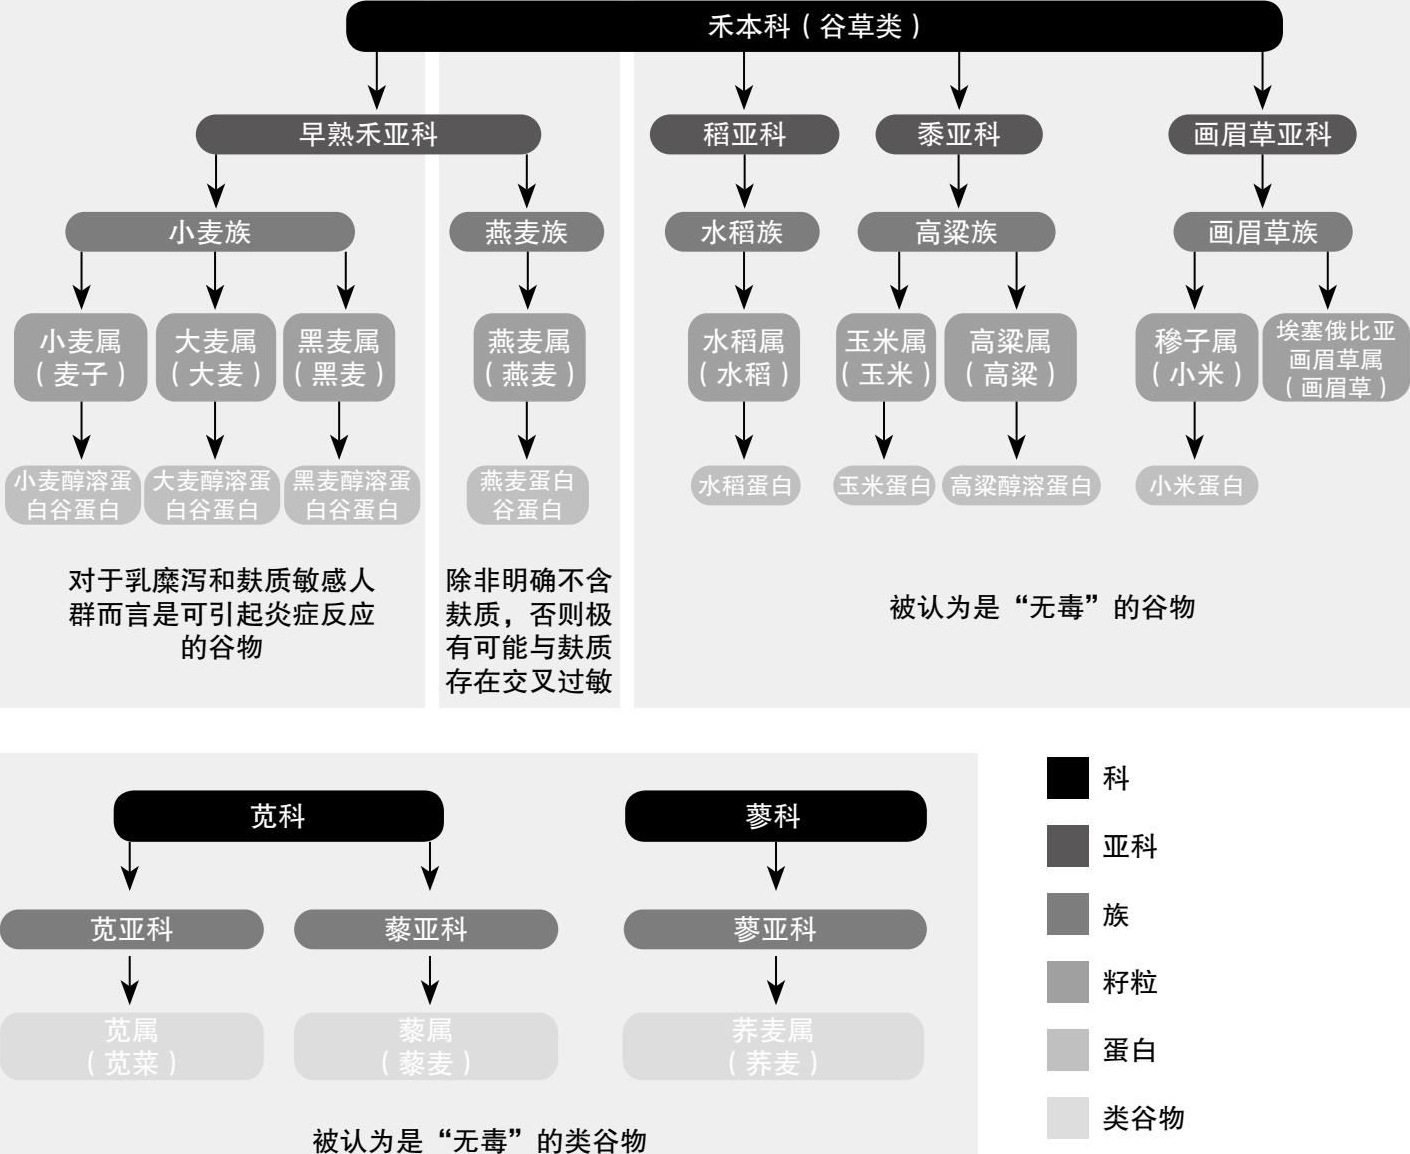 禾本科（谷草类）
早熟禾亚科
稻亚科
黍亚科
画眉草亚科
小麦族
燕麦族
水稻族
高粱族
画眉草族
小麦属
（麦子）
大麦属
（大麦）
黑麦属
（黑麦）
燕麦属
（燕麦）
水稻属
（水稻）
玉米属
（玉米）
高粱属
（高粱）
穇子属
（小米）
埃塞俄比亚
画眉草属
（画眉草）
小麦醇溶蛋
白谷蛋白
大麦醇溶蛋
白谷蛋白
黑麦醇溶蛋
白谷蛋白
燕麦蛋白
谷蛋白
水稻蛋白
玉米蛋白
高粱醇溶蛋白
小米蛋白
对于乳糜泻和麸质敏感人
群而言是可引起炎症反应
的谷物
除非明确不含
麸质，否则极
有可能与麸质
存在交叉过敏
被认为是“无毒”的谷物
苋科
蓼科
苋亚科
藜亚科
蓼亚科
苋属
（苋菜）
藜属
（藜麦）
荞麦属
（荞麦）
被认为是“无毒”的类谷物
科
亚科
族
籽粒
蛋白
类谷物